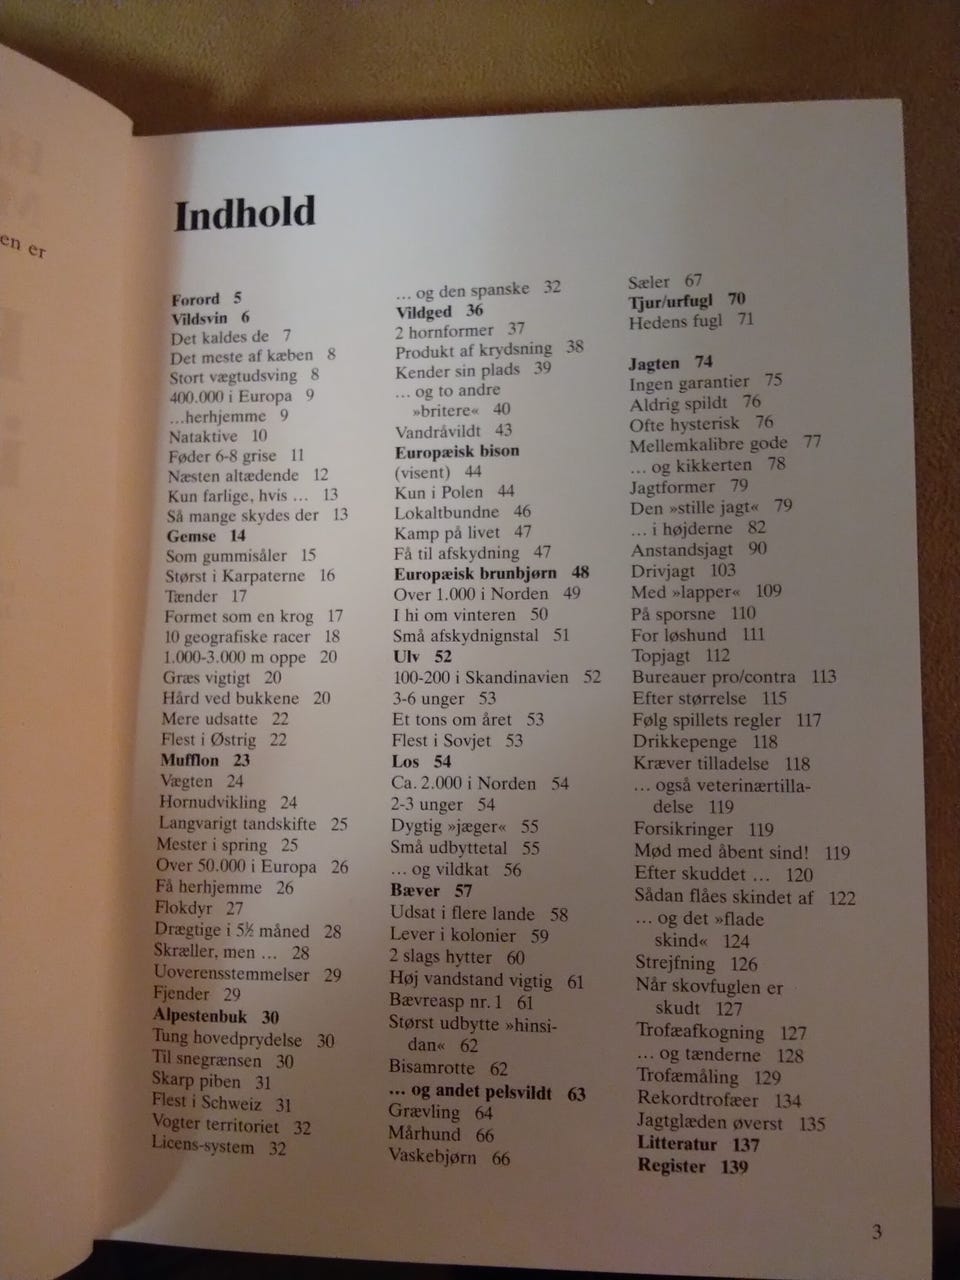 en er
Indhold
Forord 5
Vildsvin 6
Det kaldes de 7
Det meste af kæben 8
Stort vægtudsving 8
400.000 i Europa 9
...herhjemme 9
Nataktive 10
Føder 6-8 grise 11
Næsten altædende 12
Kun farlige, hvis ... 13
Så mange skydes der 13
Gemse 14
Som gummisåler 15
Størst i Karpaterne 16
Tænder 17
Formet som en krog 17
10 geografiske racer 18
1.000-3.000 m oppe 20
Græs vigtigt 20
Hård ved bukkene 20
Mere udsatte 22
Flest i Østrig 22
Mufflon 23
Vægten 24
Hornudvikling 24
Langvarigt tandskifte 25
Mester i spring 25
Over 50.000 i Europa 26
Få herhjemme 26
Flokdyr 27
Drægtige i 5½ måned 28
Skræller, men ... 28
Uoverensstemmelser 29
Fjender 29
Alpestenbuk 30
Tung hovedprydelse 30
Til snegrænsen 30
Skarp piben 31
Flest i Schweiz 31
Vogter territoriet 32
Licens-system 32
... og den spanske 32
Vildged 36
2 hornformer 37
Produkt af krydsning 38
Kender sin plads 39
... og to andre
»britere« 40
Vandråvildt 43
Europæisk bison
(visent) 44
Kun i Polen 44
Lokaltbundne 46
Kamp på livet 47
Få til afskydning 47
Europæisk brunbjørn 48
Over 1.000 i Norden 49
I hi om vinteren 50
Små afskydnignstal 51
Ulv 52
100-200 i Skandinavien 52
3-6 unger 53
Et tons om året 53
Flest i Sovjet 53
Los 54
Ca. 2.000 i Norden 54
2-3 unger 54
Dygtig »jæger« 55
Små udbyttetal 55
... og vildkat 56
Bæver 57
Udsat i flere lande 58
Lever i kolonier 59
2 slags hytter 60
Høj vandstand vigtig 61
Bævreasp nr. 1 61
Størst udbytte »hinsi-
dan« 62
Bisamrotte 62
... og andet pelsvildt 63
Grævling 64
Mårhund 66
Vaskebjørn 66
Sæler 67
Tjur/urfugl 70
Hedens fugl 71
Jagten 74
Ingen garantier 75
Aldrig spildt 76
Ofte hysterisk 76
Mellemkalibre gode 77
... og kikkerten 78
Jagtformer 79
Den »stille jagt« 79
... i højderne 82
Anstandsjagt 90
Drivjagt 103
Med »lapper« 109
På sporsne 110
For løshund 111
Topjagt 112
Bureauer pro/contra 113
Efter størrelse 115
Følg spillets regler 117
Drikkepenge 118
Kræver tilladelse 118
... også veterinærtilla-
delse 119
Forsikringer 119
Mød med åbent sind! 119
Efter skuddet ... 120
Sådan flåes skindet af 122
... og det »flade
skind« 124
Strejfning 126
Når skovfuglen er
skudt 127
Trofæafkogning 127
... og tænderne 128
Trofæmåling 129
Rekordtrofæer 134
Jagtglæden øverst 135
Litteratur 137
Register 139
3